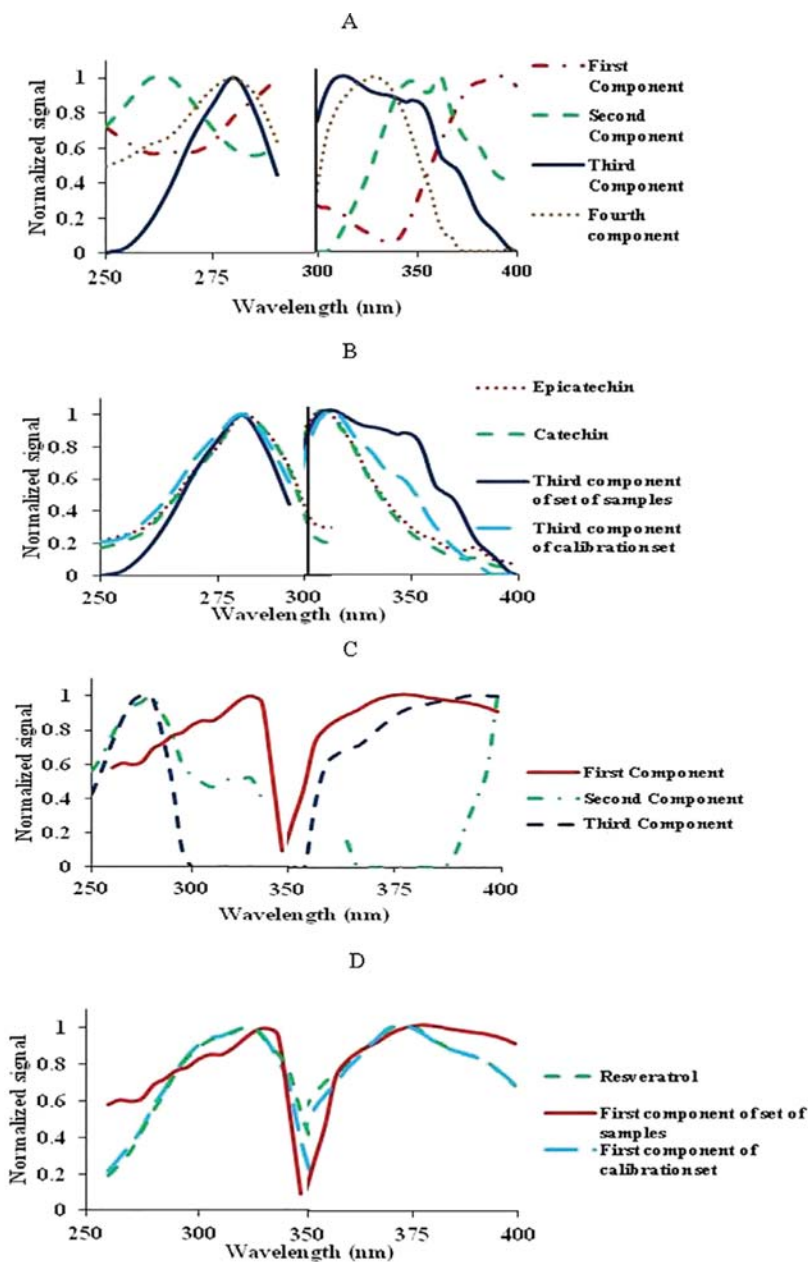 A
Normalized signal
1
0.8
0.6
0.4
0.2
0
250
275
300
350
400
Wavelength (nm)
First
Component
Second
Component
Third
Component
Fourth
component
B
Normalized signal
1
0.8
0.6
0.4
0.2
0
250
275
300
350
400
Wavelength (nm)
Epicatechin
Catechin
Third component
of set of samples
Third component
of calibration set
C
Normalized signal
1
0.8
0.6
0.4
0.2
0
250
300
350
375
400
Wavelength (nm)
First Component
Second Component
Third Component
D
Normalized signal
1
0.8
0.6
0.4
0.2
0
250
300
350
375
400
Wavelength (nm)
Resveratrol
First component of set of
samples
First component of
calibration set